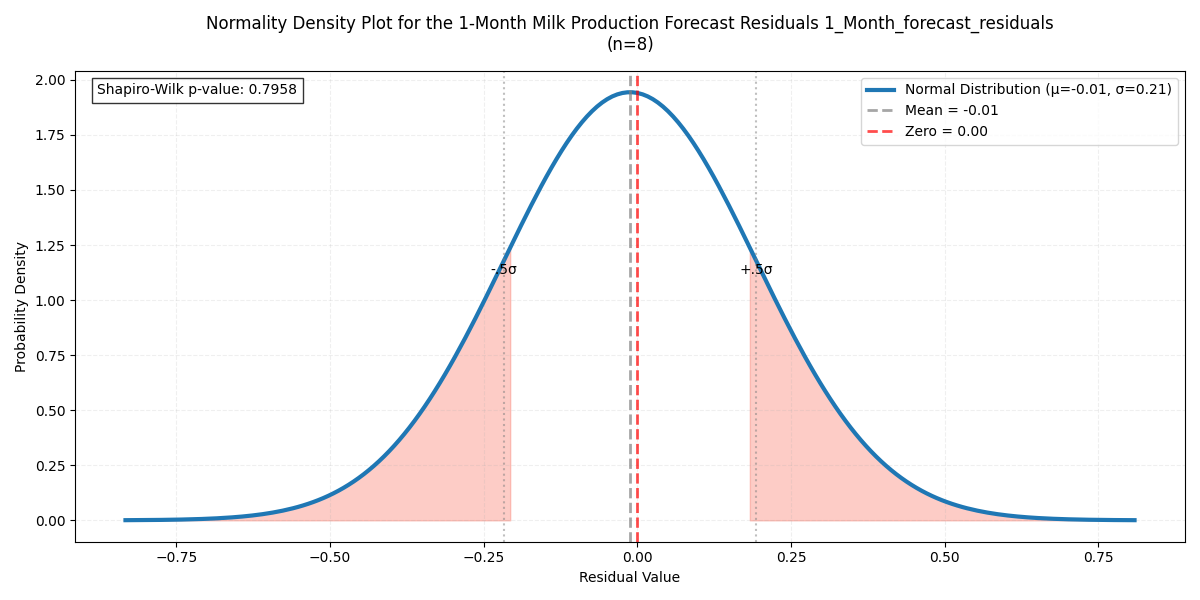 Normality Density Plot for the 1-Month Milk Production Forecast Residuals 1_Month_forecast_residuals
(n=8)
Shapiro-Wilk p-value: 0.7958
Normal Distribution (μ=-0.01, σ=0.21)
Mean = -0.01
Zero = 0.00
Probability Density
2.00
1.75
1.50
1.25
1.00
0.75
0.50
0.25
0.00
-.5σ
+.5σ
−0.75
−0.50
−0.25
0.00
0.25
0.50
0.75
Residual Value